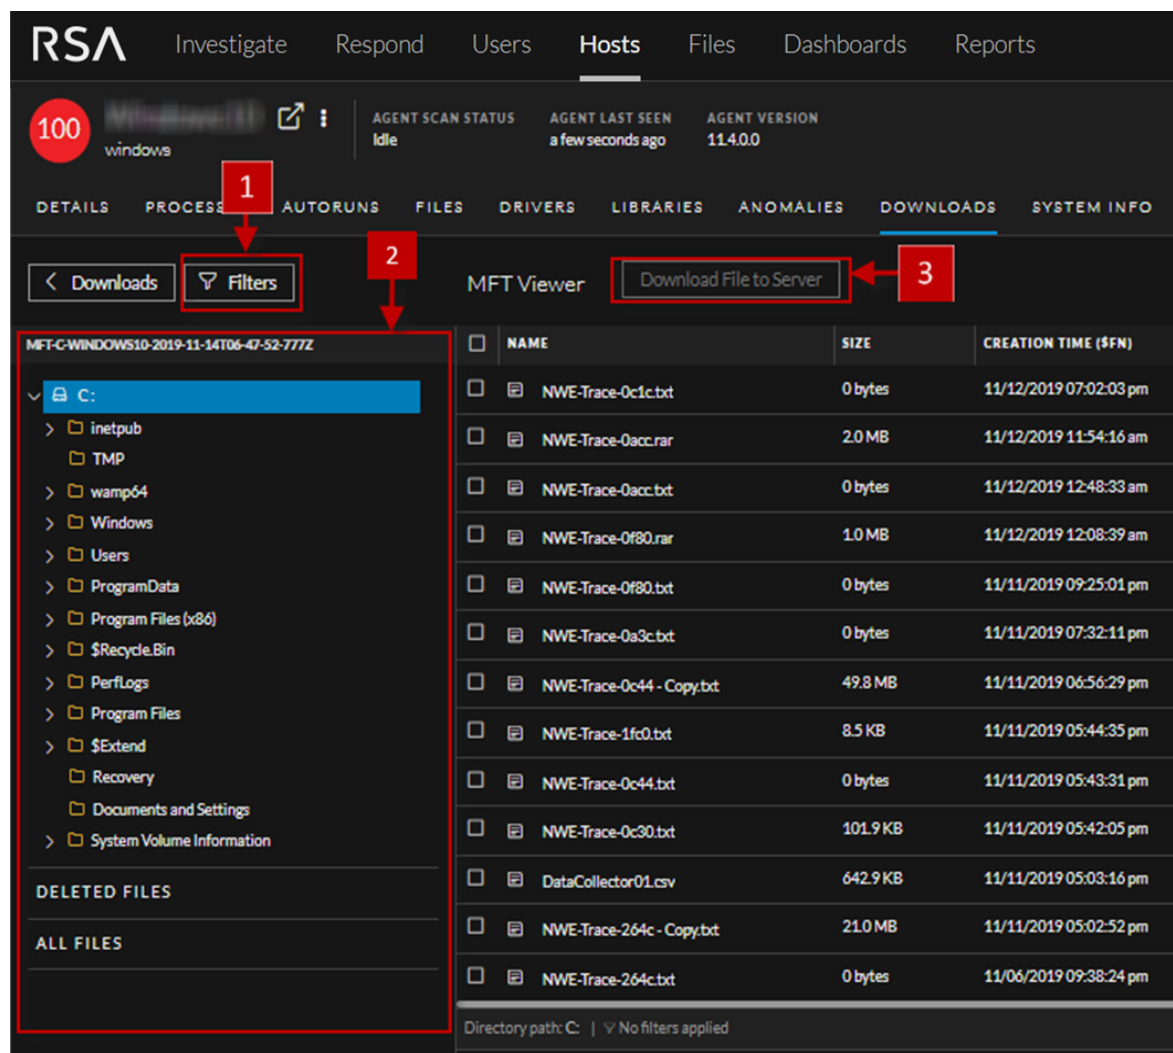 RSA Investigate Respond Users Hosts Files Dashboards Reports
100
windows
AGENT SCAN STATUS AGENT LAST SEEN AGENT VERSION
Idle a few seconds ago 11.4.0.0
1
DETAILS PROCESS AUTORUNS FILES DRIVERS LIBRARIES ANOMALIES DOWNLOADS SYSTEM INFO
2
3
Downloads Filters MFT Viewer Download File to Server
MFT-C-WINDOWS10-2019-11-14T06-47-52-777Z
C:
inetpub
TMP
wamp64
Windows
Users
ProgramData
Program Files (x86)
$Recycle.Bin
PerfLogs
Program Files
$Extend
Recovery
Documents and Settings
System Volume Information
DELETED FILES
ALL FILES
NAME SIZE CREATION TIME ($FN)
NWE-Trace-0c1c.txt 0 bytes 11/12/2019 07:02:03 pm
NWE-Trace-0acc.rar 2.0 MB 11/12/2019 11:54:16 am
NWE-Trace-0acc.txt 0 bytes 11/12/2019 12:48:33 am
NWE-Trace-0f80.rar 1.0 MB 11/12/2019 12:08:39 am
NWE-Trace-0f80.txt 0 bytes 11/11/2019 09:25:01 pm
NWE-Trace-0a3c.txt 0 bytes 11/11/2019 07:32:11 pm
NWE-Trace-0c44 - Copy.txt 49.8 MB 11/11/2019 06:56:29 pm
NWE-Trace-1fc0.txt 8.5 KB 11/11/2019 05:44:35 pm
NWE-Trace-0c44.txt 0 bytes 11/11/2019 05:43:31 pm
NWE-Trace-0c30.txt 101.9 KB 11/11/2019 05:42:05 pm
DataCollector01.csv 642.9 KB 11/11/2019 05:03:16 pm
NWE-Trace-264c - Copy.txt 21.0 MB 11/11/2019 05:02:52 pm
NWE-Trace-264c.txt 0 bytes 11/06/2019 09:38:24 pm
Directory path: C: | No filters applied